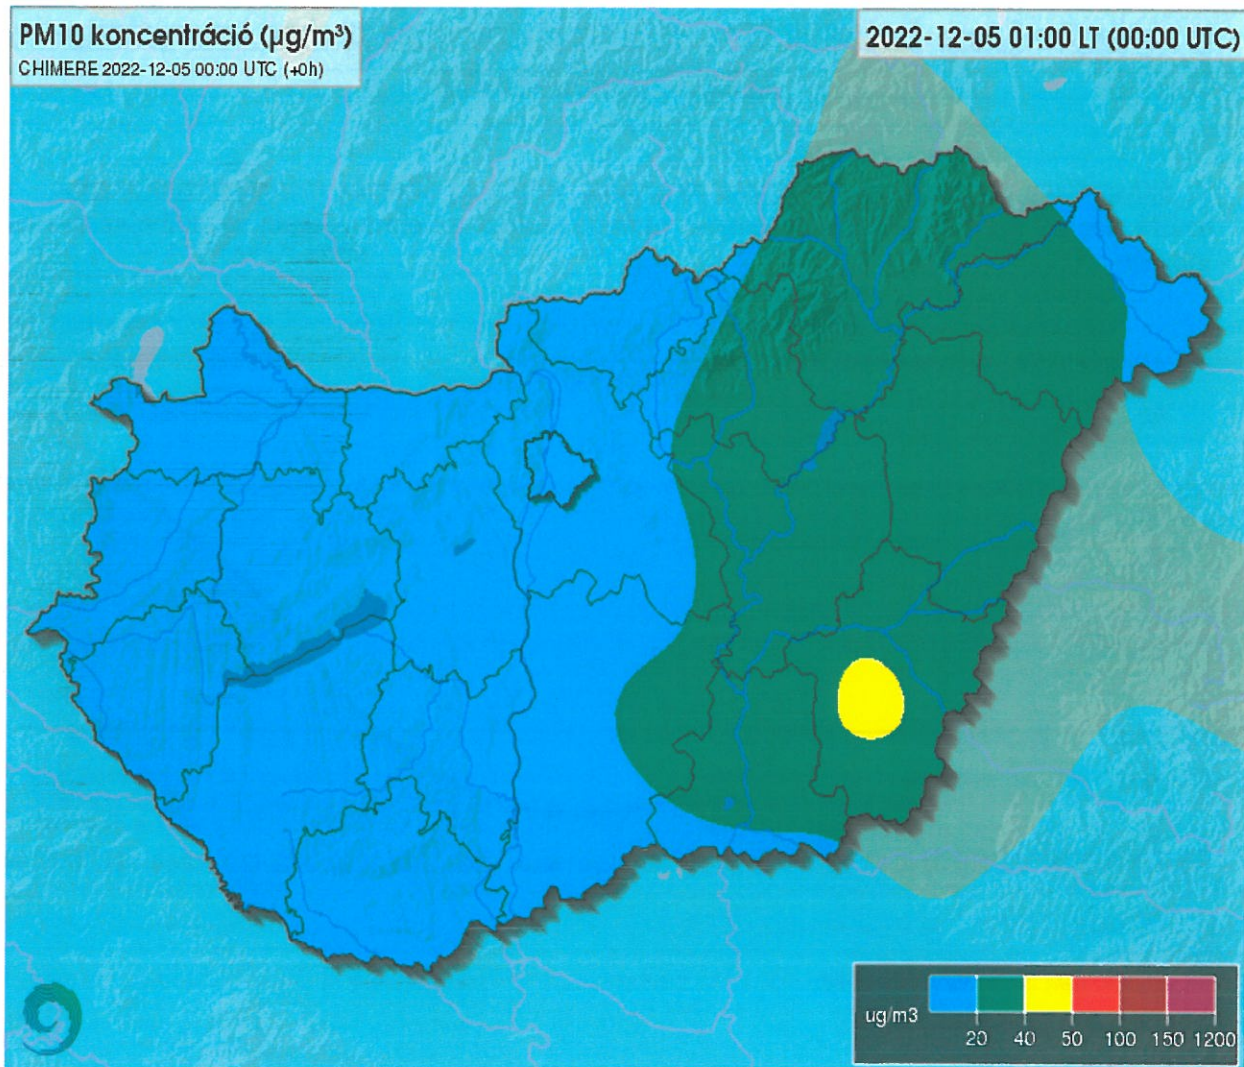 PM10 koncentráció (µg/m³)
CHIMERE 2022-12-05 00:00 UTC (+0h)
2022-12-05 01:00 LT (00:00 UTC)
ug/m3
20 40 50 100 150 1200